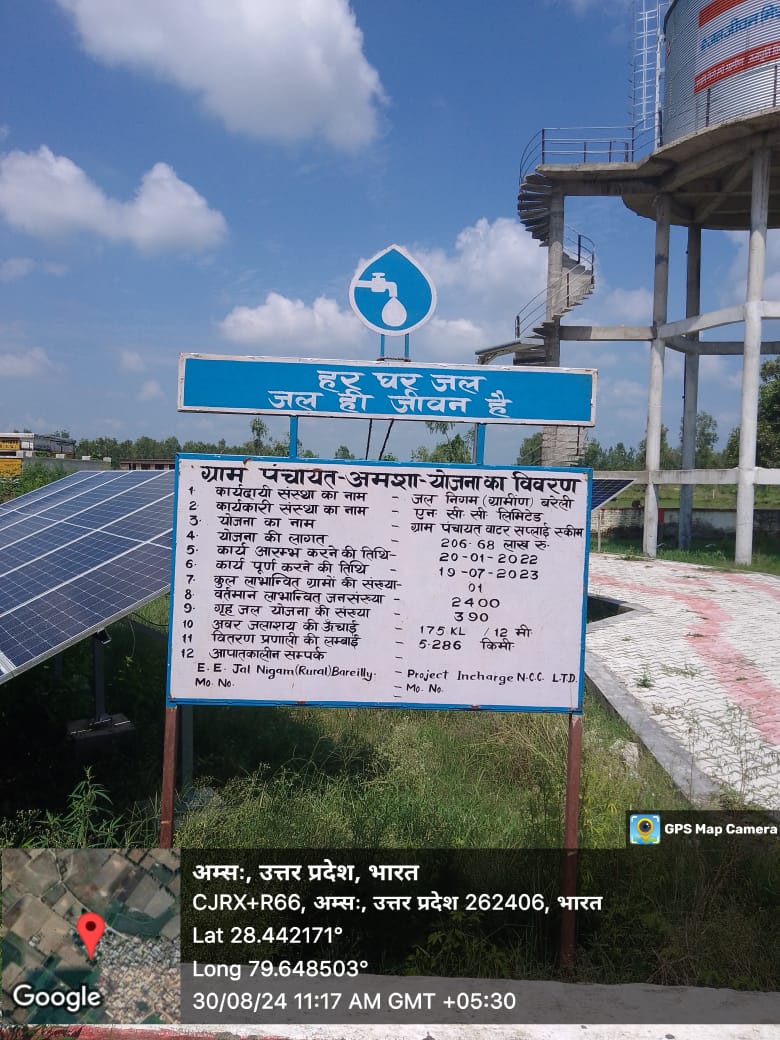 हर घर जल
जल ही जीवन है
ग्राम पंचायत-अमशा-योजना का विवरण
1 कार्यदायी संस्था का नाम - जल निगम (ग्रामीण) बरेली
2 कार्यकारी संस्था का नाम - एन॰ सी॰ सी॰ लिमिटेड
3. योजना का नाम - ग्राम पंचायत वाटर सप्लाई स्कीम
4 योजना की लागत - 206.68 लाख रु.
5. कार्य आरम्भ करने की तिथि- 20-01-2022
6. कार्य पूर्ण करने की तिथि - 19-07-2023
7. कुल लाभान्वित ग्रामों की संख्या- 01
8. वर्तमान लाभान्वित जनसंख्या - 2400
9. गृह जल योजना की संख्या - 390
10 अवर जलाशय की ऊँचाई - 175 KL / 12 मी
11 वितरण प्रणाली की लम्बाई - 5.286 किमी
12 आपातकालीन सम्पर्क -
E. E. Jal Nigam (Rural) Bareilly. - Project Incharge N.C.C. L.T.D.
Mo. No. - Mo. No.
GPS Map Camera
अम्सः, उत्तर प्रदेश, भारत
CJRX+R66, अम्सः, उत्तर प्रदेश 262406, भारत
Lat 28.442171°
Long 79.648503°
30/08/24 11:17 AM GMT +05:30
Google